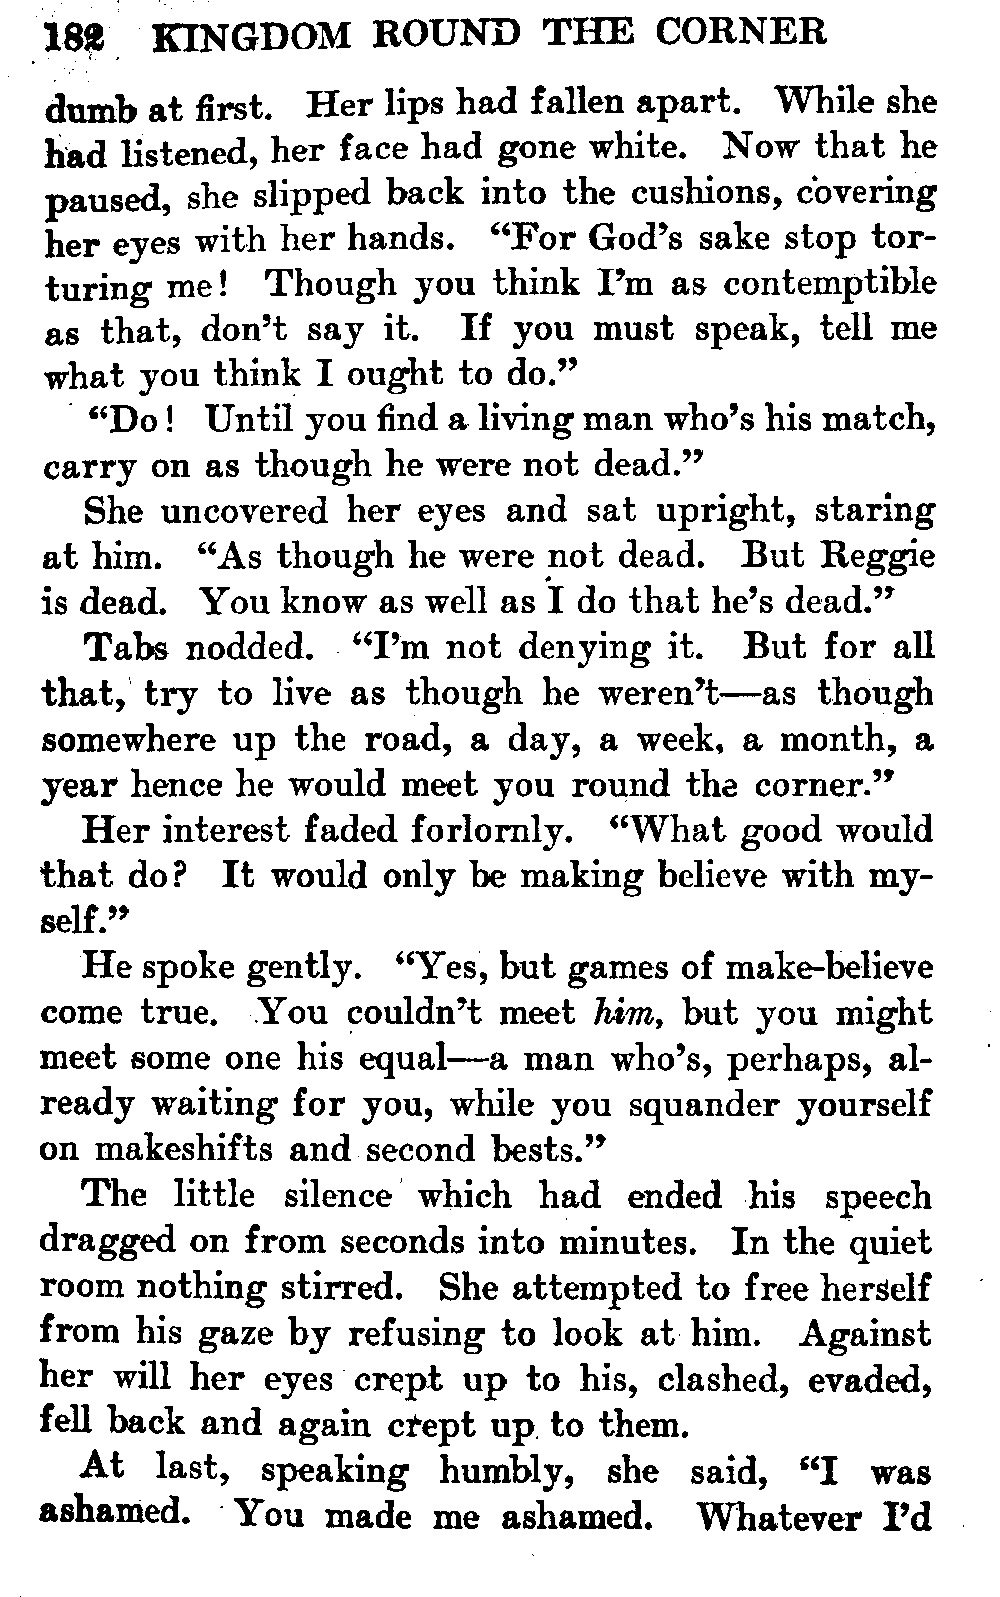 182 KINGDOM ROUND THE CORNER
dumb at first. Her lips had fallen apart. While she
had listened, her face had gone white. Now that he
paused, she slipped back into the cushions, covering
her eyes with her hands. “For God’s sake stop tor-
turing me! Though you think I’m as contemptible
as that, don’t say it. If you must speak, tell me
what you think I ought to do.”
“Do! Until you find a living man who’s his match,
carry on as though he were not dead.”
She uncovered her eyes and sat upright, staring
at him. “As though he were not dead. But Reggie
is dead. You know as well as I do that he’s dead.”
Tabs nodded. “I’m not denying it. But for all
that, try to live as though he weren’t—as though
somewhere up the road, a day, a week, a month, a
year hence he would meet you round the corner.”
Her interest faded forlornly. “What good would
that do? It would only be making believe with my-
self.”
He spoke gently. “Yes, but games of make-believe
come true. You couldn’t meet him, but you might
meet some one his equal—a man who’s, perhaps, al-
ready waiting for you, while you squander yourself
on makeshifts and second bests.”
The little silence which had ended his speech
dragged on from seconds into minutes. In the quiet
room nothing stirred. She attempted to free herself
from his gaze by refusing to look at him. Against
her will her eyes crept up to his, clashed, evaded,
fell back and again crept up to them.
At last, speaking humbly, she said, “I was
ashamed. You made me ashamed. Whatever I’d